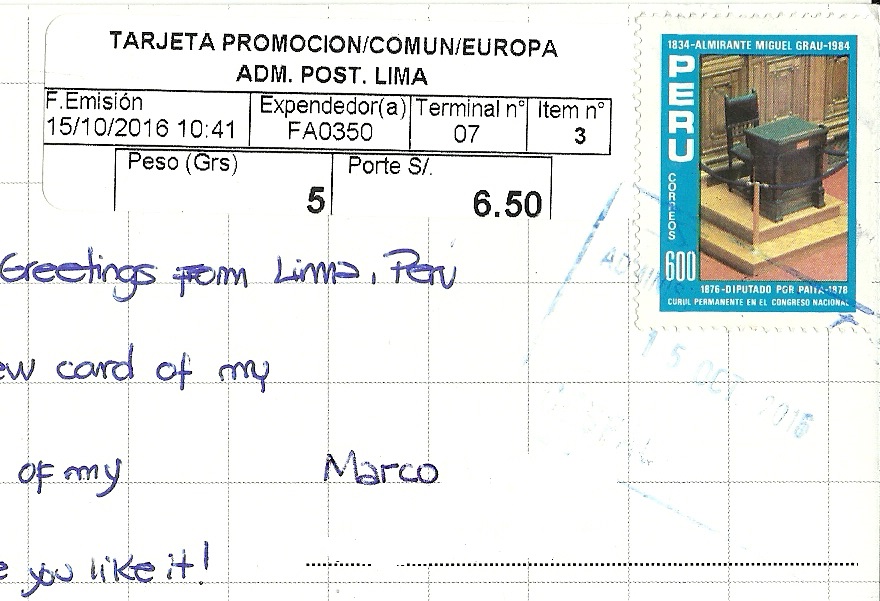 TARJETA PROMOCION/COMUN/EUROPA
ADM. POST. LIMA
F.Emisión Expendedor(a) Terminal n° Item n°
15/10/2016 10:41 FA0350 07 3
Peso (Grs) Porte S/.
5 6.50
1834-ALMIRANTE MIGUEL GRAU-1984
PERU
CORREOS
600
1876-DIPUTADO POR PAITA-1878
CURUL PERMANENTE EN EL CONGRESO NACIONAL
15 OCT 2016
Greetings from Lima, Peru
card of my
of my Marco
you like it!